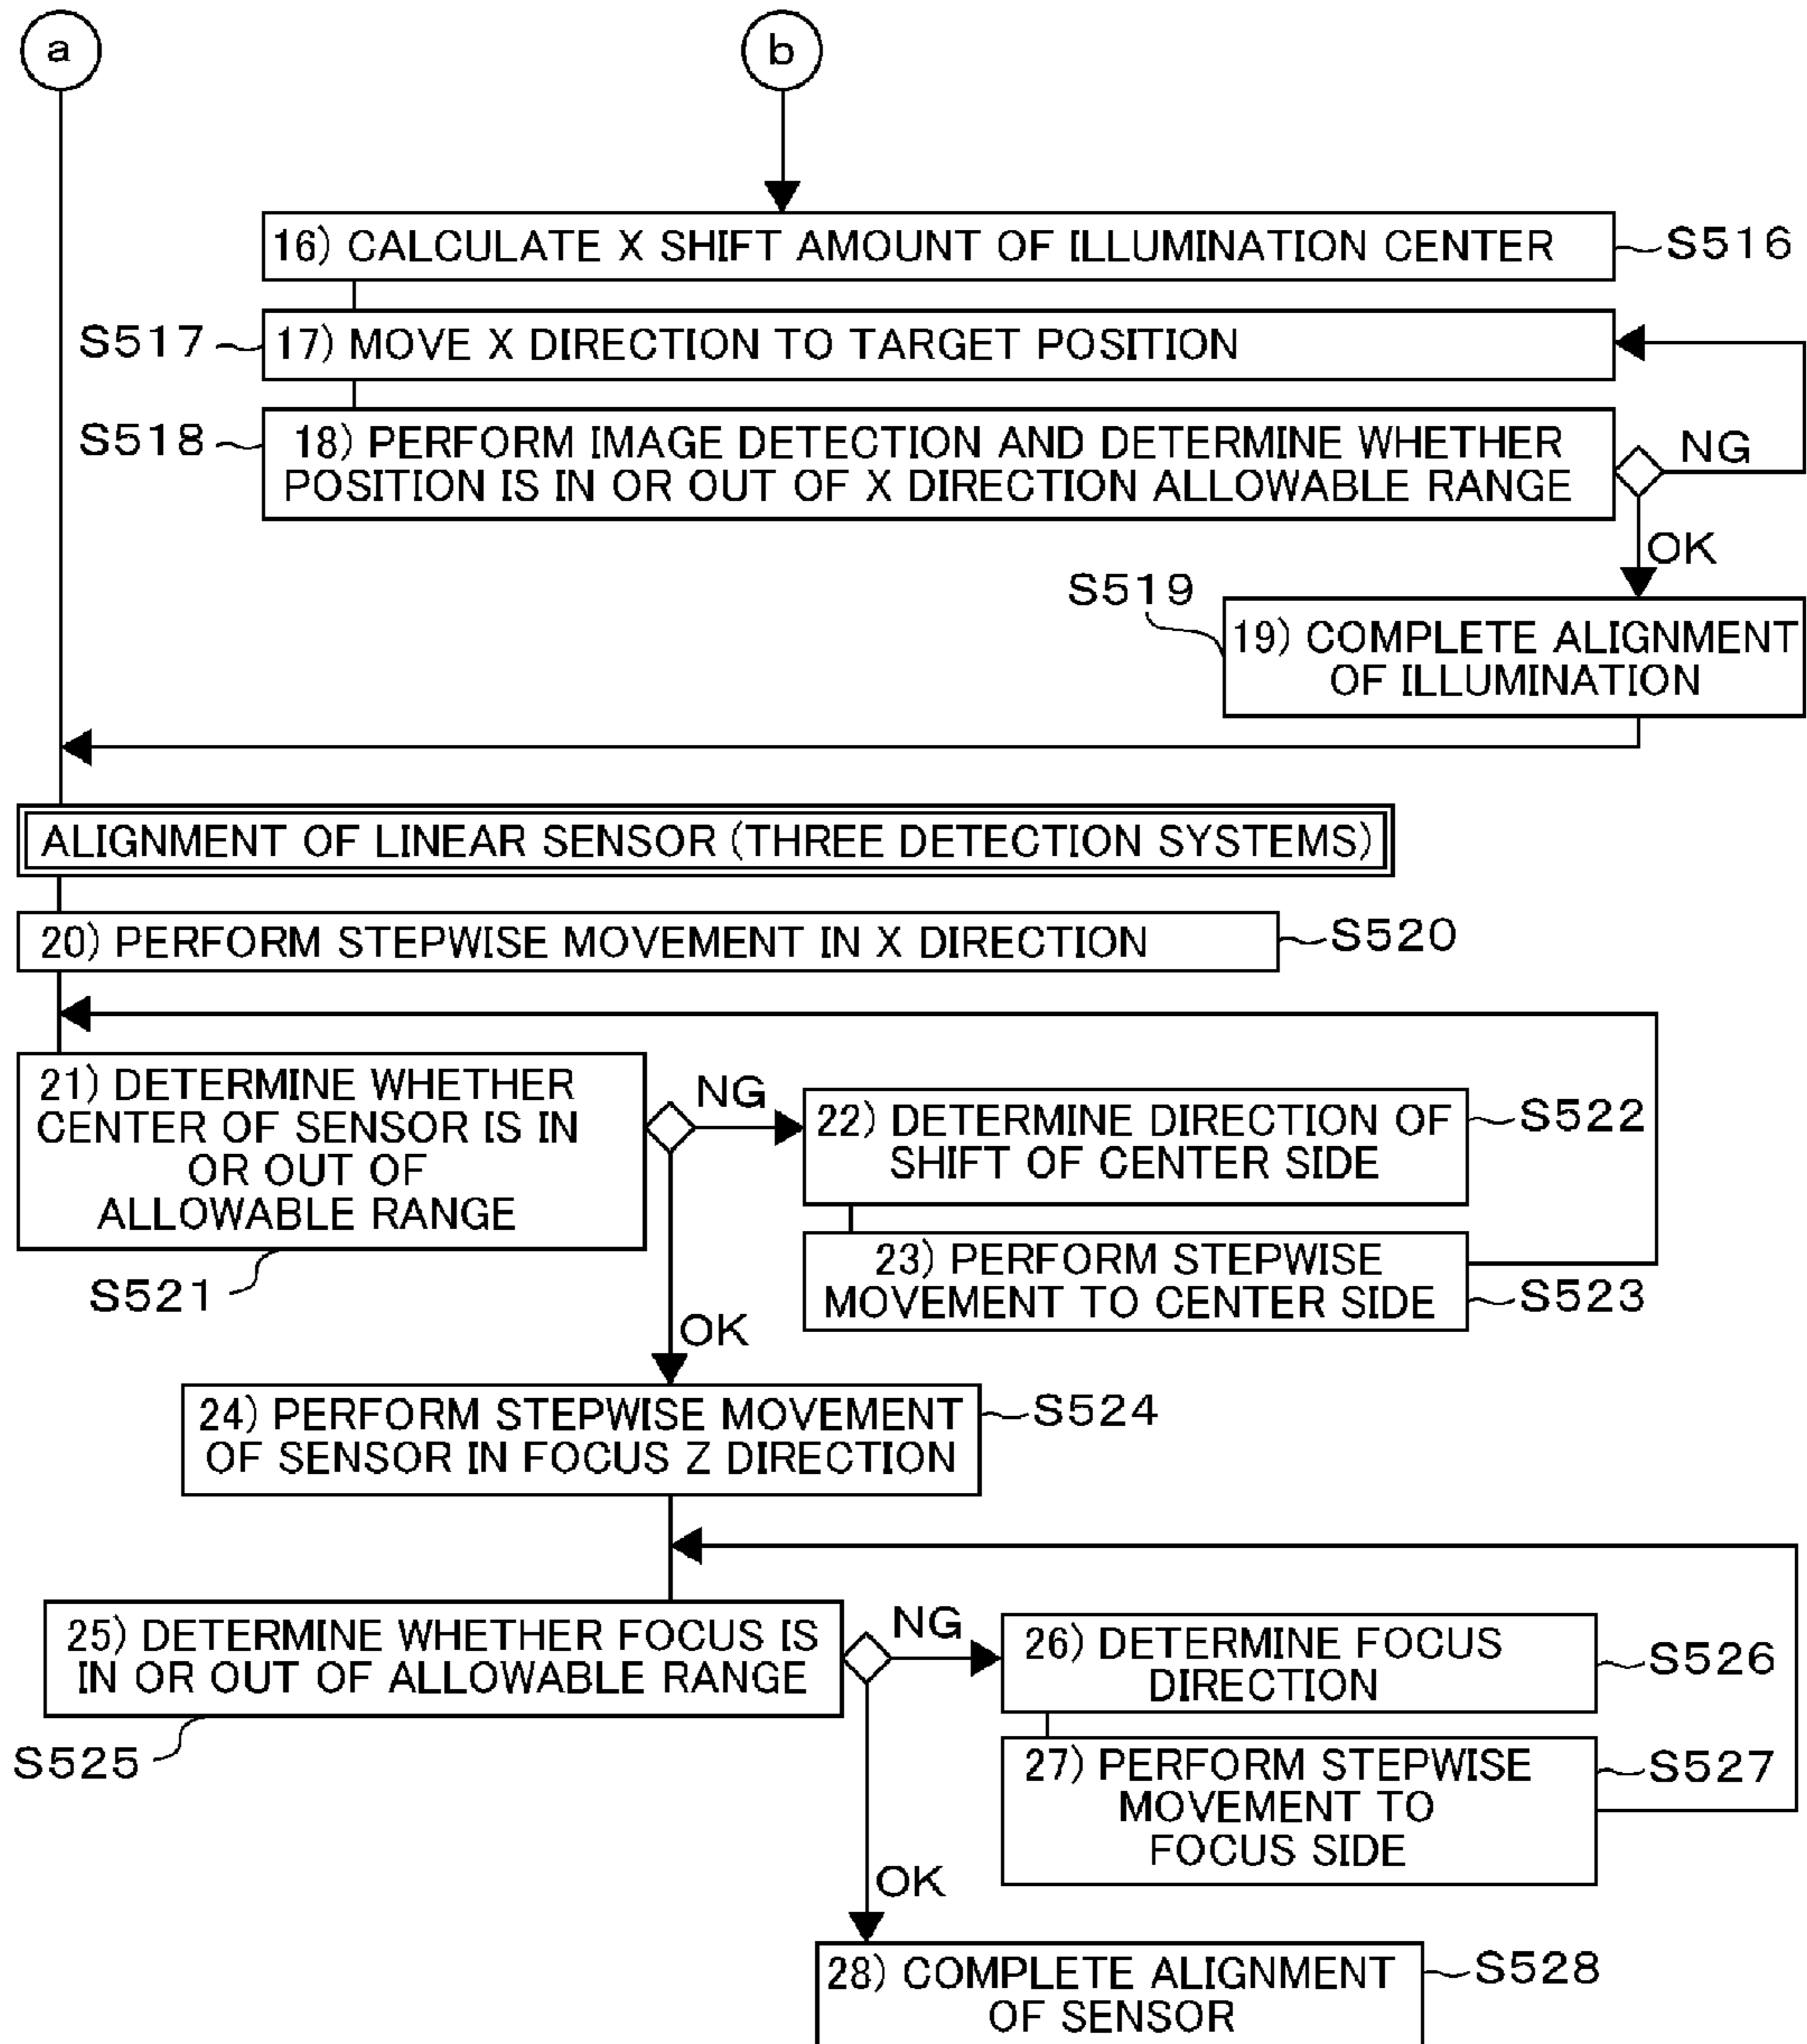 a
b
16) CALCULATE X SHIFT AMOUNT OF ILLUMINATION CENTER
S516
S517
17) MOVE X DIRECTION TO TARGET POSITION
S518
18) PERFORM IMAGE DETECTION AND DETERMINE WHETHER
POSITION IS IN OR OUT OF X DIRECTION ALLOWABLE RANGE
NG
OK
S519
19) COMPLETE ALIGNMENT
OF ILLUMINATION
ALIGNMENT OF LINEAR SENSOR (THREE DETECTION SYSTEMS)
20) PERFORM STEPWISE MOVEMENT IN X DIRECTION
S520
21) DETERMINE WHETHER
CENTER OF SENSOR IS IN
OR OUT OF
ALLOWABLE RANGE
S521
NG
22) DETERMINE DIRECTION OF
SHIFT OF CENTER SIDE
S522
23) PERFORM STEPWISE
MOVEMENT TO CENTER SIDE
S523
OK
24) PERFORM STEPWISE MOVEMENT
OF SENSOR IN FOCUS Z DIRECTION
S524
25) DETERMINE WHETHER FOCUS IS
IN OR OUT OF ALLOWABLE RANGE
S525
NG
26) DETERMINE FOCUS
DIRECTION
S526
27) PERFORM STEPWISE
MOVEMENT TO
FOCUS SIDE
S527
OK
28) COMPLETE ALIGNMENT
OF SENSOR
S528